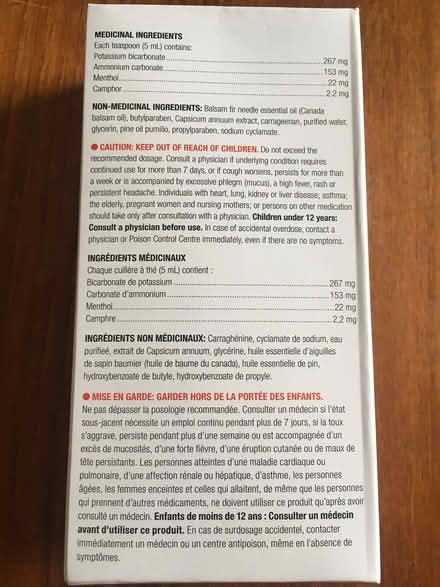 MEDICINAL INGREDIENTS
Each teaspoon (5 mL) contains:
Potassium bicarbonate.......... 267 mg
Ammonium carbonate.......... 153 mg
Menthol.......... 22 mg
Camphor.......... 2.2 mg
NON-MEDICINAL INGREDIENTS: Balsam fir needle essential oil (Canada
balsam oil), butylparaben, Capsicum annuum extract, carrageenan, purified water,
glycerin, pine oil pumilio, propylparaben, sodium cyclamate.
● CAUTION: KEEP OUT OF REACH OF CHILDREN. Do not exceed the
recommended dosage. Consult a physician if underlying condition requires
continued use for more than 7 days, or if cough worsens, persists for more than
a week or is accompanied by excessive phlegm (mucus), a high fever, rash or
persistent headache. Individuals with heart, lung, kidney or liver disease; asthma;
the elderly, pregnant women and nursing mothers; or persons on other medication
should take only after consultation with a physician. Children under 12 years:
Consult a physician before use. In case of accidental overdose, contact a
physician or Poison Control Centre immediately, even if there are no symptoms.
INGRÉDIENTS MÉDICINAUX
Chaque cuillère à thé (5 mL) contient :
Bicarbonate de potassium .......... 267 mg
Carbonate d'ammonium.......... 153 mg
Menthol.......... 22 mg
Camphre.......... 2,2 mg
INGRÉDIENTS NON MÉDICINAUX: Carraghénine, cyclamate de sodium, eau
purifiée, extrait de Capsicum annuum, glycérine, huile essentielle d'aiguilles
de sapin baumier (huile de baume du canada), huile essentielle de pin,
hydroxybenzoate de butyle, hydroxybenzoate de propyle.
● MISE EN GARDE: GARDER HORS DE LA PORTÉE DES ENFANTS.
Ne pas dépasser la posologie recommandée. Consulter un médecin si l'état
sous-jacent nécessite un emploi continu pendant plus de 7 jours, si la toux
s'aggrave, persiste pendant plus d'une semaine ou est accompagnée d'un
excès de mucosités, d'une forte fièvre, d'une éruption cutanée ou de maux de
tête persistants. Les personnes atteintes d'une maladie cardiaque ou
pulmonaire, d'une affection rénale ou hépatique, d'asthme, les personnes
âgées, les femmes enceintes et celles qui allaitent, de même que les personnes
qui prennent d'autres médicaments, ne doivent utiliser ce produit qu'après avoir
consulté un médecin. Enfants de moins de 12 ans : Consulter un médecin
avant d'utiliser ce produit. En cas de surdosage accidentel, contacter
immédiatement un médecin ou un centre antipoison, même en l'absence de
symptômes.